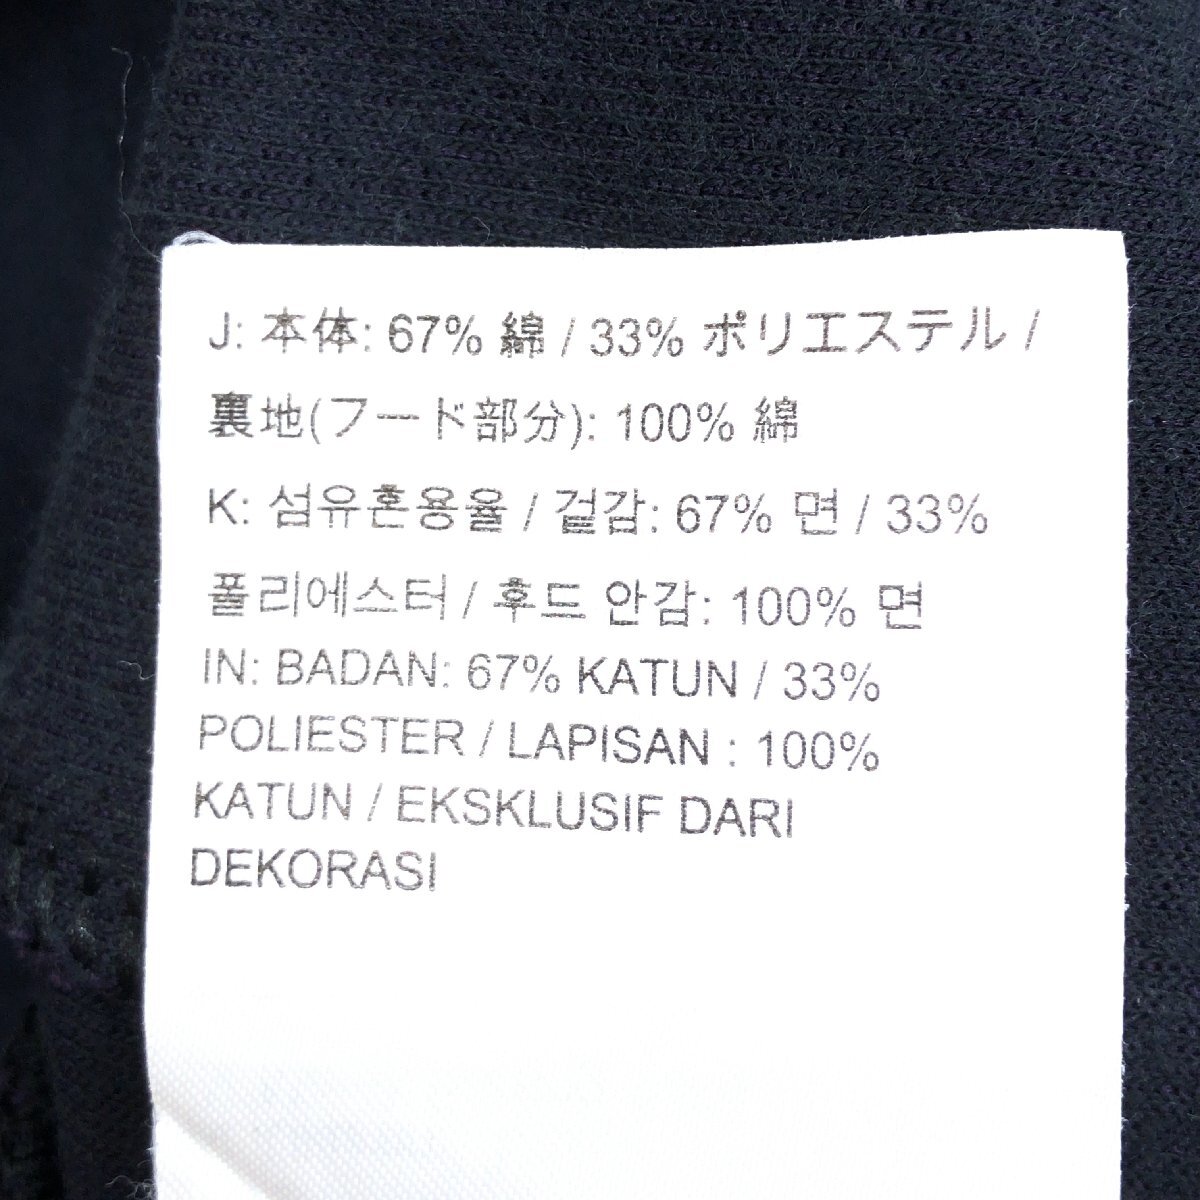 J: 本体: 67% 綿 / 33% ポリエステル /
裏地(フード部分): 100% 綿
K: 섬유혼용율 / 겉감: 67% 면 / 33%
폴리에스터 / 후드 안감: 100% 면
IN: BADAN: 67% KATUN / 33%
POLIESTER / LAPISAN : 100%
KATUN / EKSKLUSIF DARI
DEKORASI